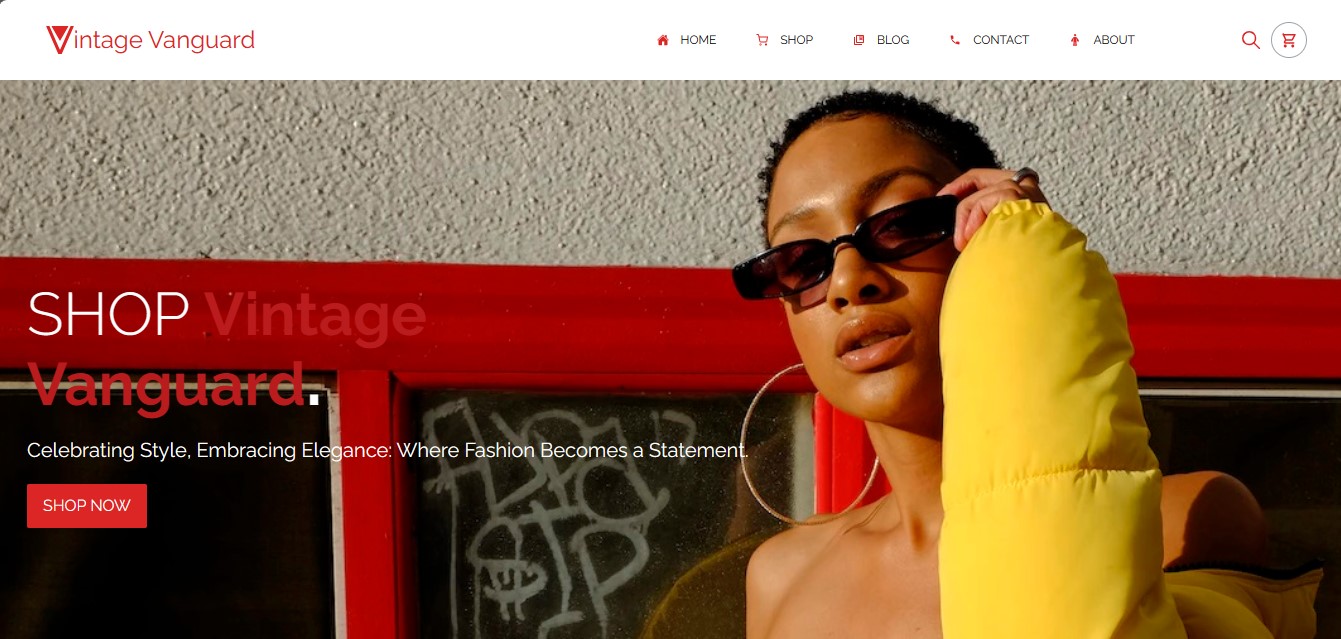 Vintage Vanguard
HOME
SHOP
BLOG
CONTACT
ABOUT
SHOP Vintage
Vanguard.
Celebrating Style, Embracing Elegance: Where Fashion Becomes a Statement.
SHOP NOW